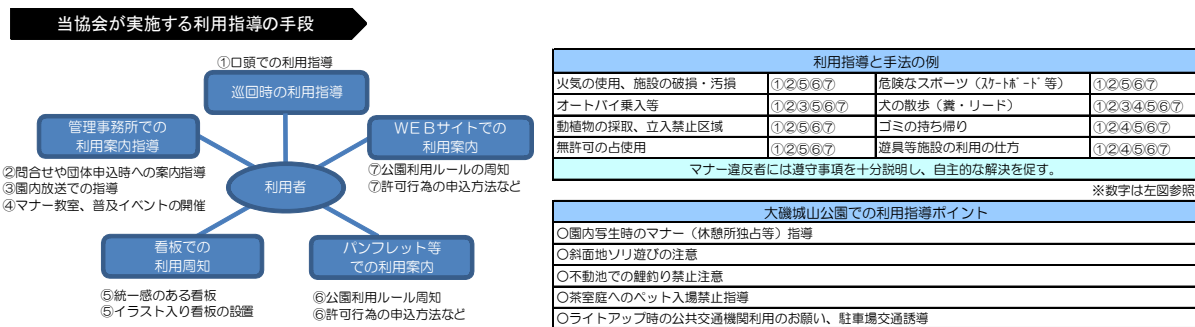 当協会が実施する利用指導の手段
①口頭での利用指導
巡回時の利用指導
管理事務所での
利用案内指導
②問合せや団体申込時への案内指導
③園内放送での指導
④マナー教室、普及イベントの開催
利用者
WEBサイトでの
利用案内
⑦公園利用ルールの周知
⑦許可行為の申込方法など
看板での
利用周知
⑤統一感のある看板
⑤イラスト入り看板の設置
パンフレット等
での利用案内
⑥公園利用ルール周知
⑥許可行為の申込方法など
利用指導と手法の例
火気の使用、施設の破損・汚損 ①②⑤⑥⑦ 危険なスポーツ(スケートボード等) ①②⑤⑥⑦
オートバイ乗入等 ①②③⑤⑥⑦ 犬の散歩(糞・リード) ①②③④⑤⑥⑦
動植物の採取、立入禁止区域 ①②⑤⑥⑦ ゴミの持ち帰り ①②④⑤⑥⑦
無許可の占使用 ①②⑤⑥⑦ 遊具等施設の利用の仕方 ①②④⑤⑥⑦
マナー違反者には遵守事項を十分説明し、自主的な解決を促す。
※数字は左図参照
大磯城山公園での利用指導ポイント
○園内写生時のマナー(休憩所独占等)指導
○斜面地ソリ遊びの注意
○不動池での鯉釣り禁止注意
○茶室庭へのペット入場禁止指導
○ライトアップ時の公共交通機関利用のお願い、駐車場交通誘導